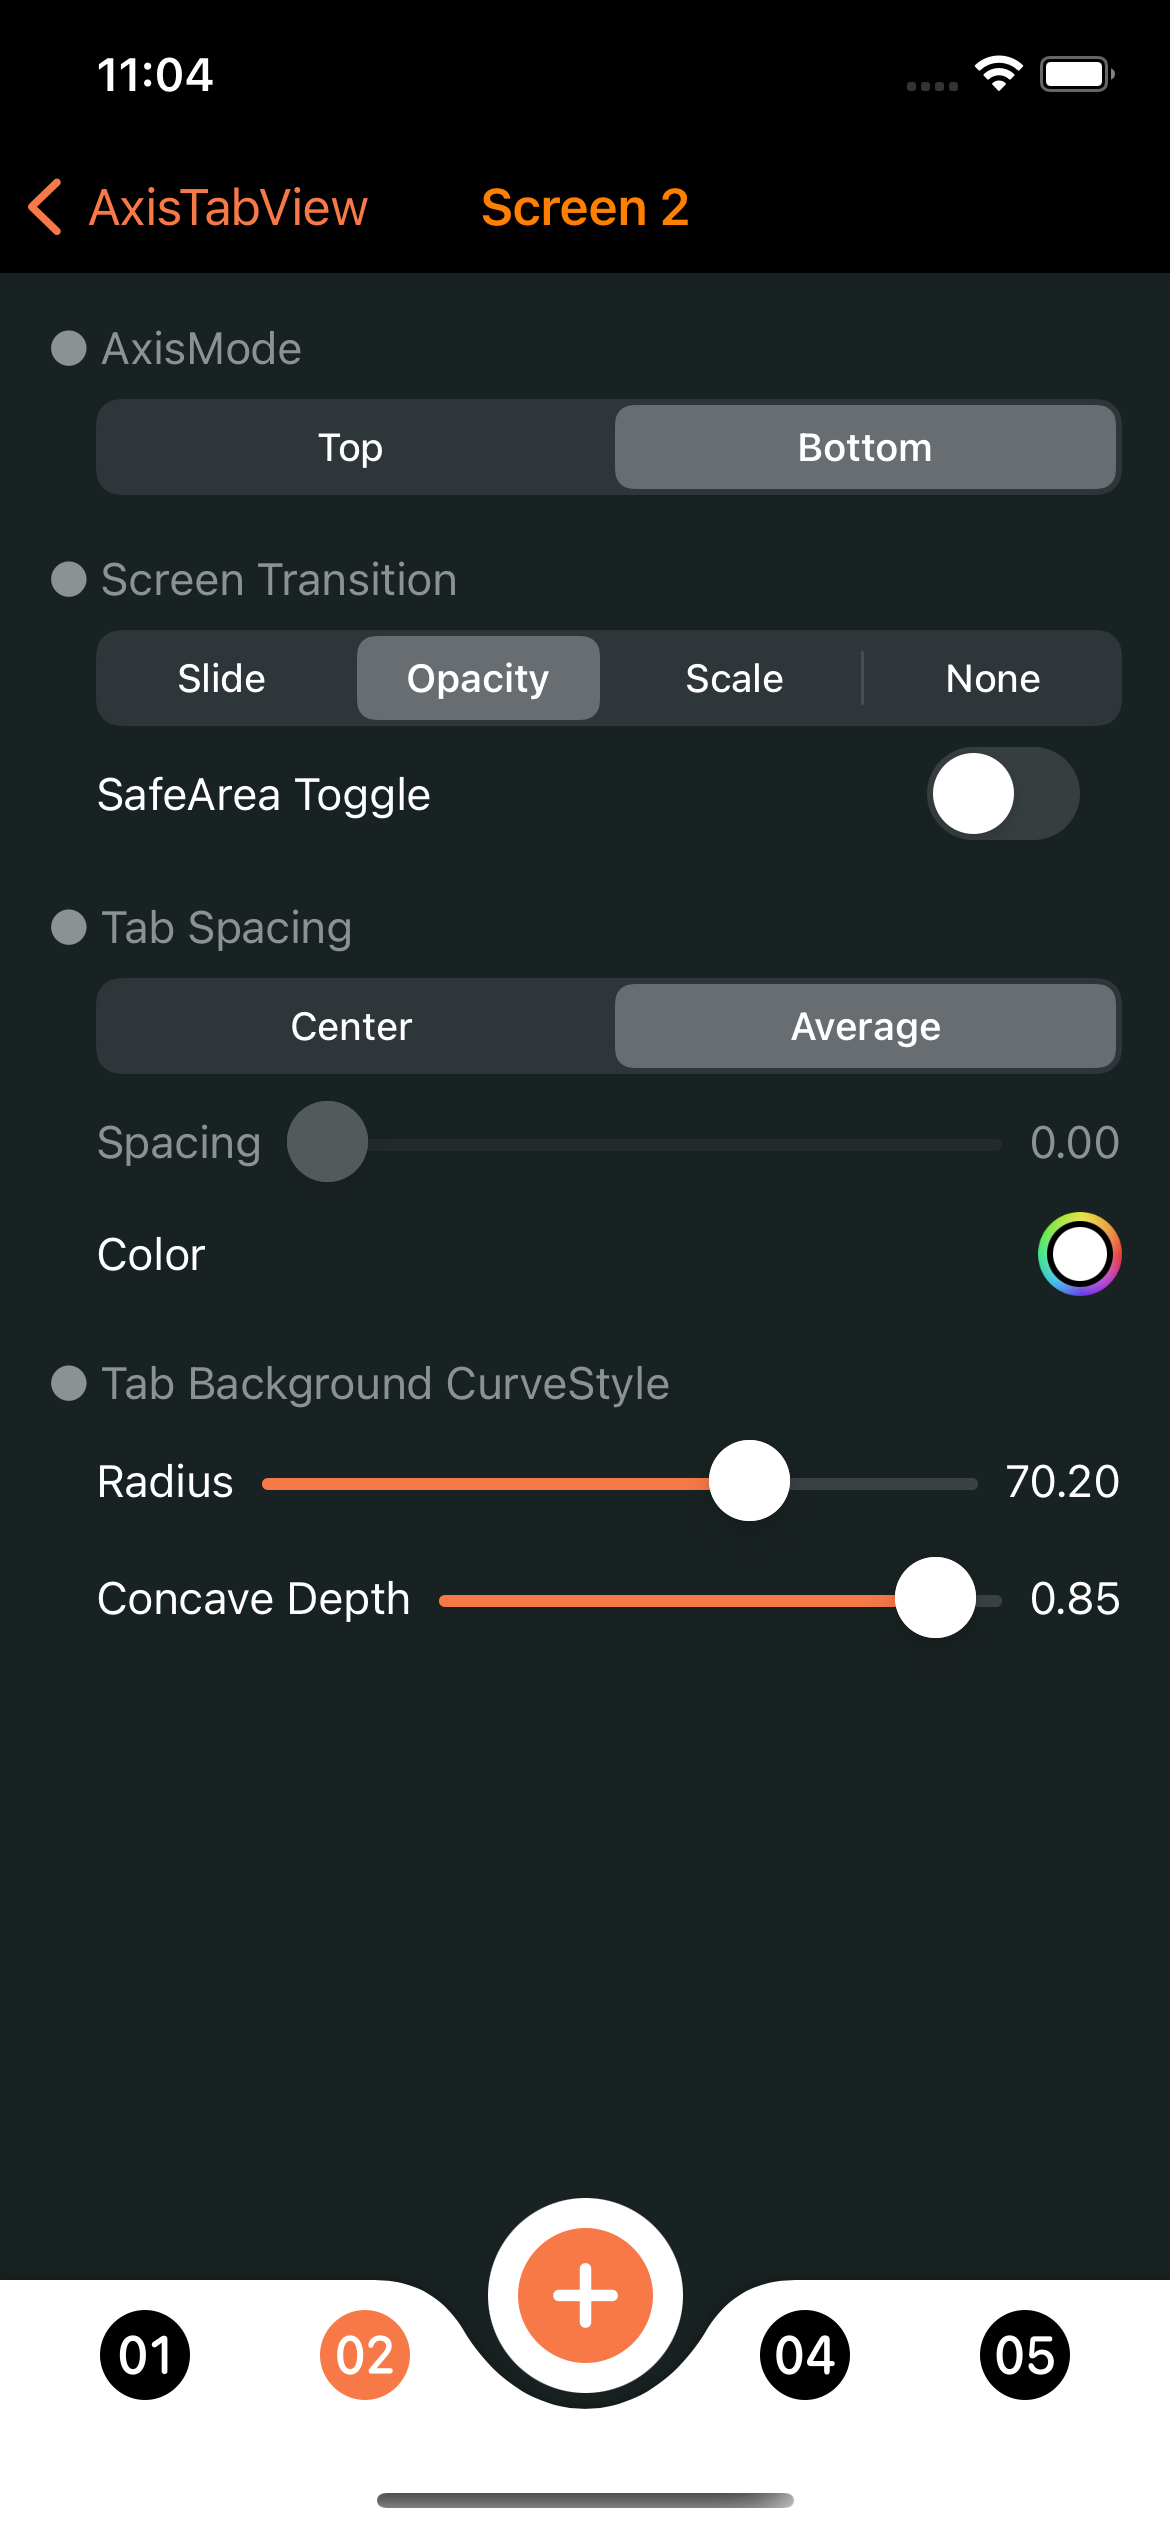 11:04
AxisTabView
Screen 2
AxisMode
Top Bottom
Screen Transition
Slide Opacity Scale None
SafeArea Toggle
Tab Spacing
Center Average
Spacing 0.00
Color
Tab Background CurveStyle
Radius 70.20
Concave Depth 0.85
01 02 04 05